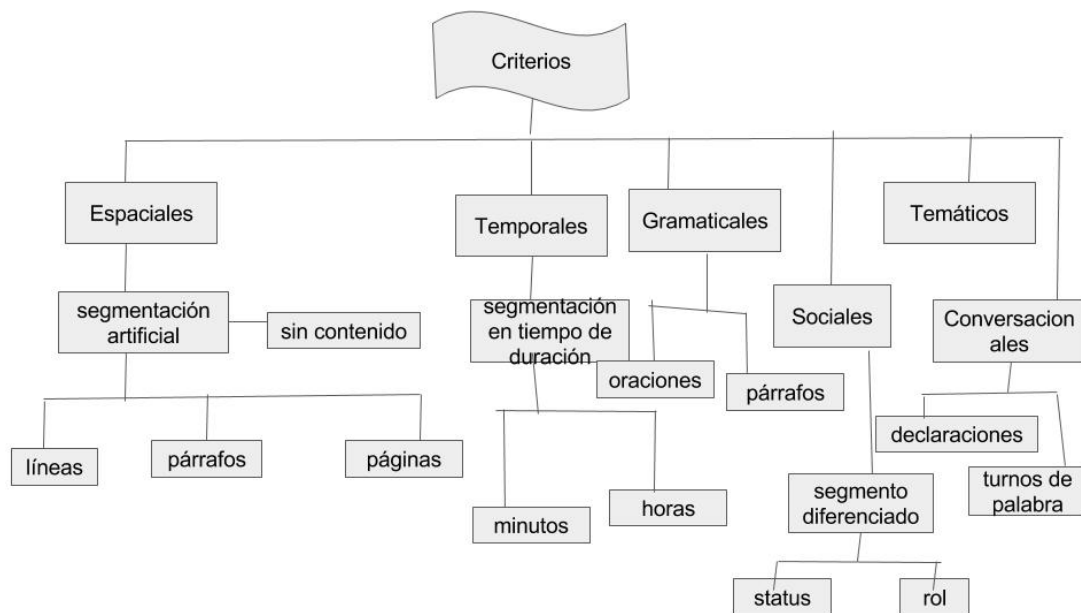 Criterios
Espaciales
Temporales
Gramaticales
Temáticos
segmentación
artificial
sin contenido
segmentación
en tiempo de
duración
Sociales
Conversacion
ales
oraciones
párrafos
líneas
párrafos
páginas
declaraciones
minutos
horas
segmento
diferenciado
turnos de
palabra
status
rol